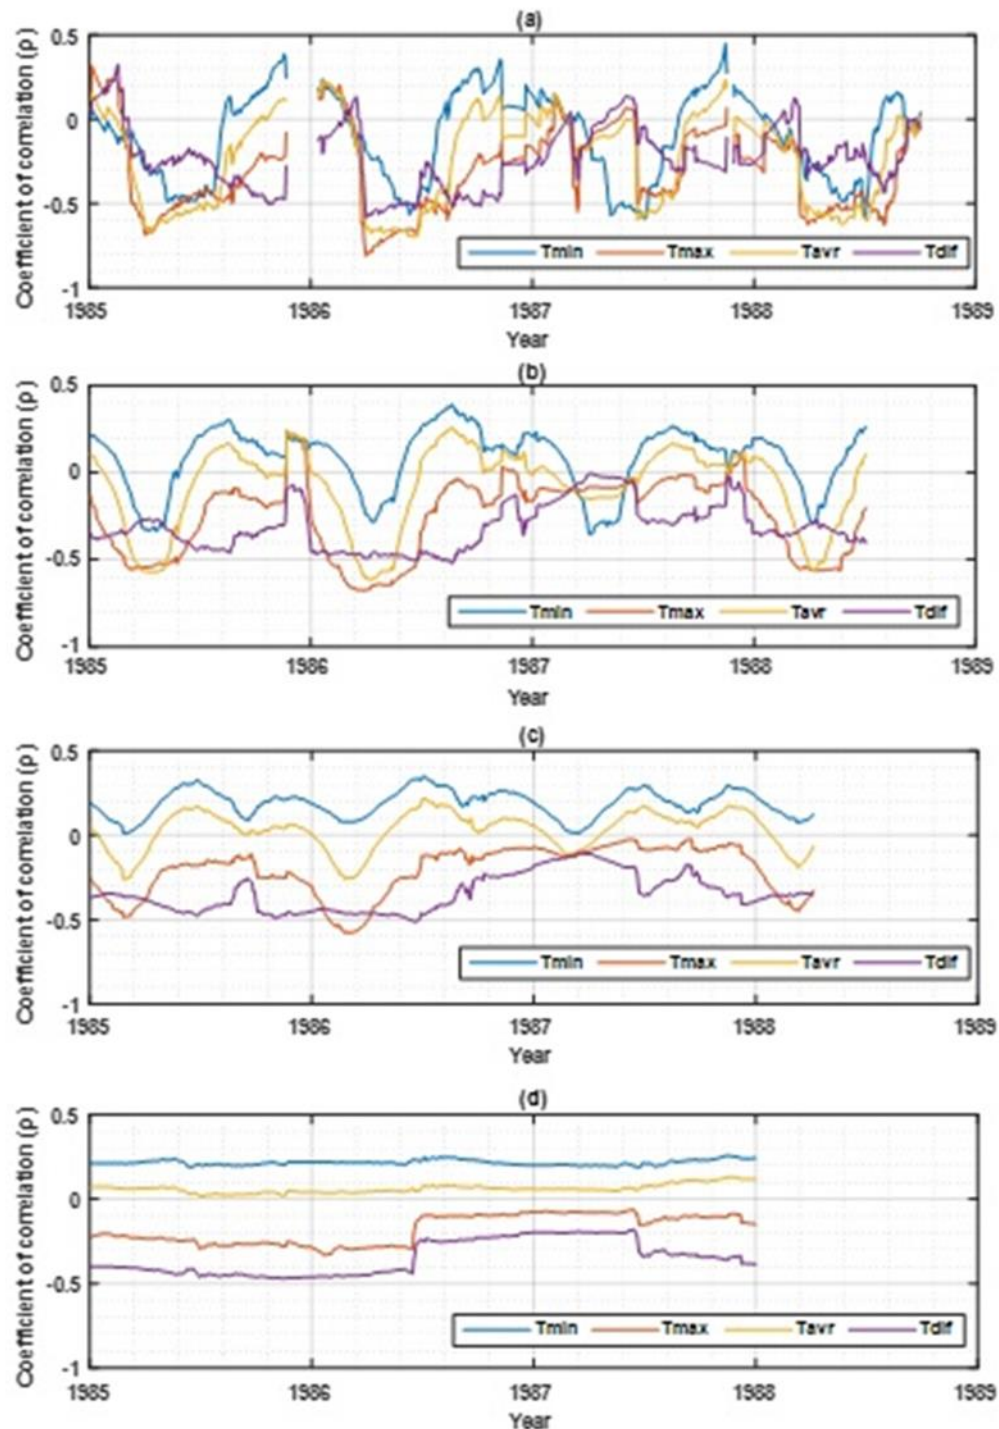 (a)
Coefficient of correlation (ρ)
0.5
0
-0.5
-1
Tmin Tmax Tavr Tdif
1985 1986 1987 1988 1989
Year
(b)
Coefficient of correlation (ρ)
0.5
0
-0.5
-1
Tmin Tmax Tavr Tdif
1985 1986 1987 1988 1989
Year
(c)
Coefficient of correlation (ρ)
0.5
0
-0.5
-1
Tmin Tmax Tavr Tdif
1985 1986 1987 1988 1989
Year
(d)
Coefficient of correlation (ρ)
0.5
0
-0.5
-1
Tmin Tmax Tavr Tdif
1985 1986 1987 1988 1989
Year